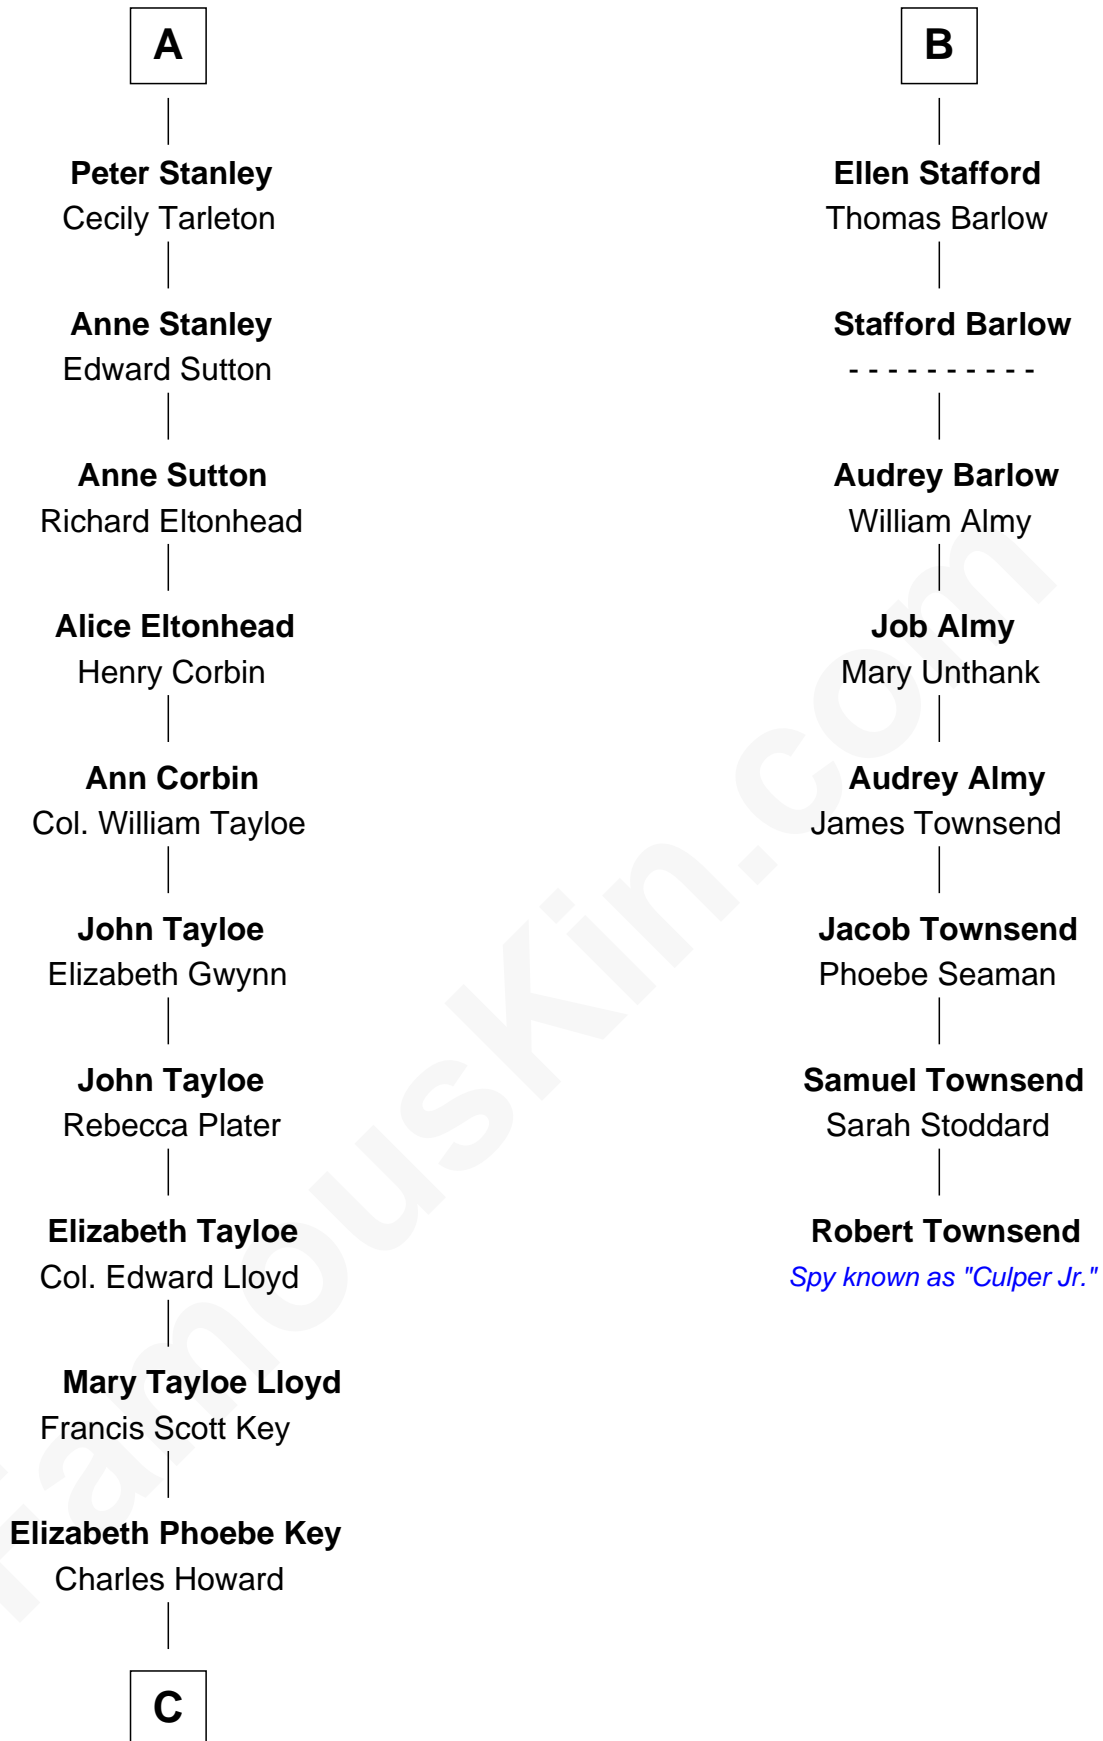 A
Peter Stanley
Cecily Tarleton
Anne Stanley
Edward Sutton
Anne Sutton
Richard Eltonhead
Alice Eltonhead
Henry Corbin
Ann Corbin
Col. William Tayloe
John Tayloe
Elizabeth Gwynn
John Tayloe
Rebecca Plater
Elizabeth Tayloe
Col. Edward Lloyd
Mary Tayloe Lloyd
Francis Scott Key
Elizabeth Phoebe Key
Charles Howard
C
B
Ellen Stafford
Thomas Barlow
Stafford Barlow
- - - - - - - - - -
Audrey Barlow
William Almy
Job Almy
Mary Unthank
Audrey Almy
James Townsend
Jacob Townsend
Phoebe Seaman
Samuel Townsend
Sarah Stoddard
Robert Townsend
Spy known as "Culper Jr."
FamousKin.com